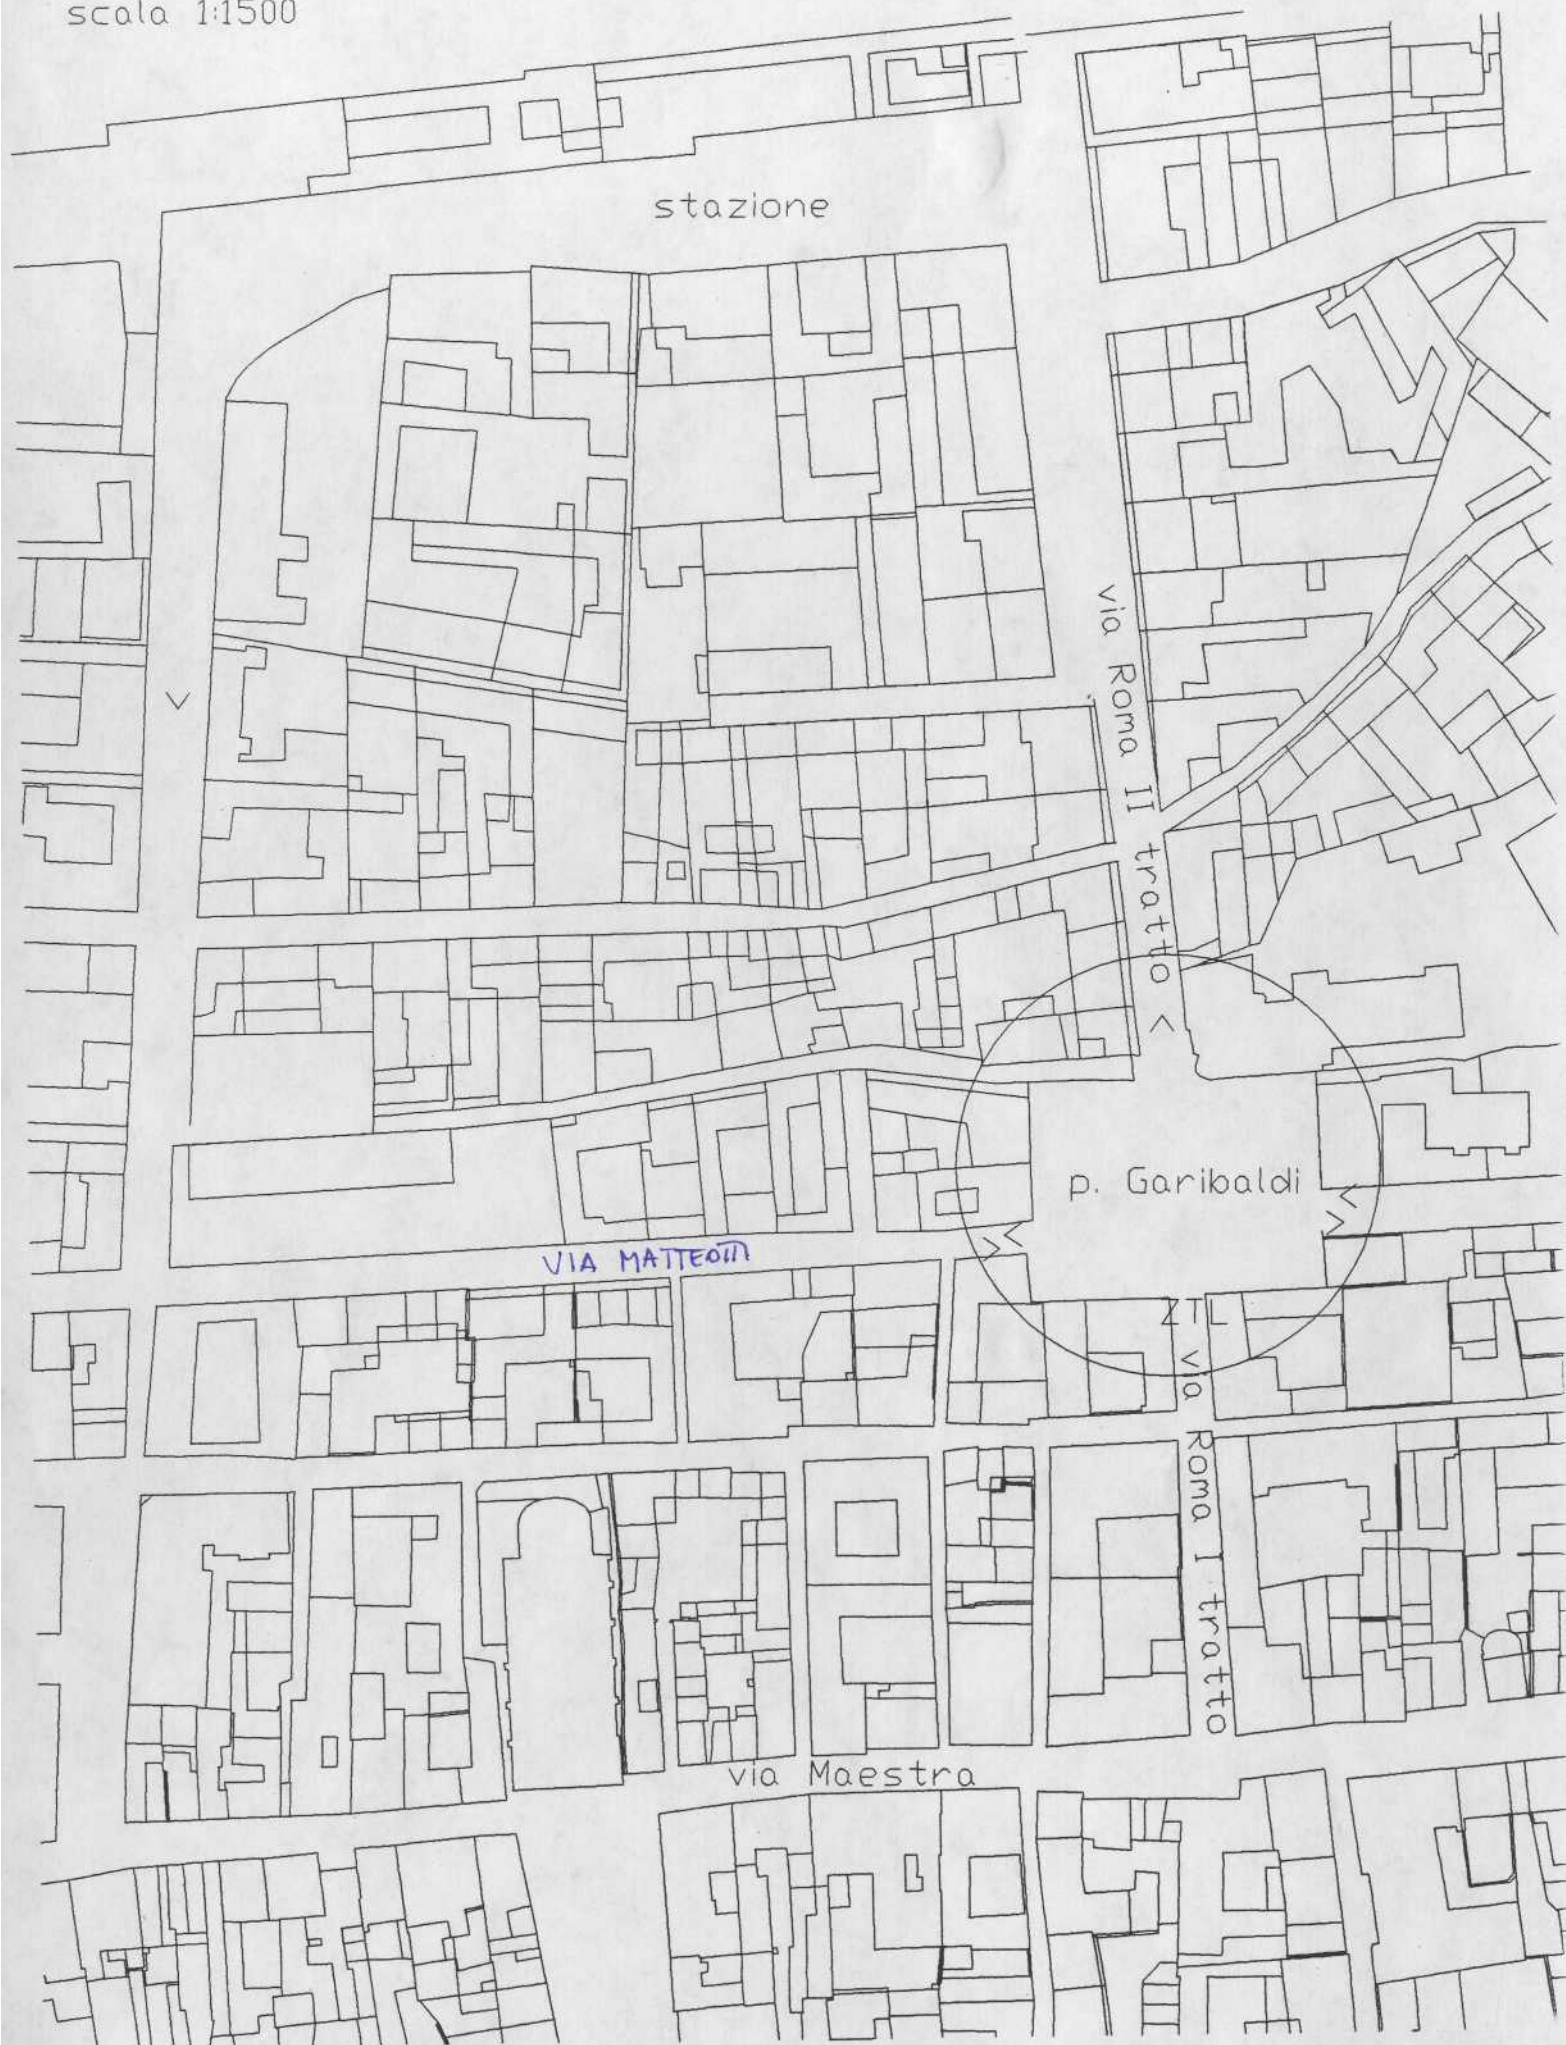 scala 1:1500
stazione
via Roma II tratto
p. Garibaldi
VIA MATTEOTTI
ZTL
via Roma I tratto
via Maestra